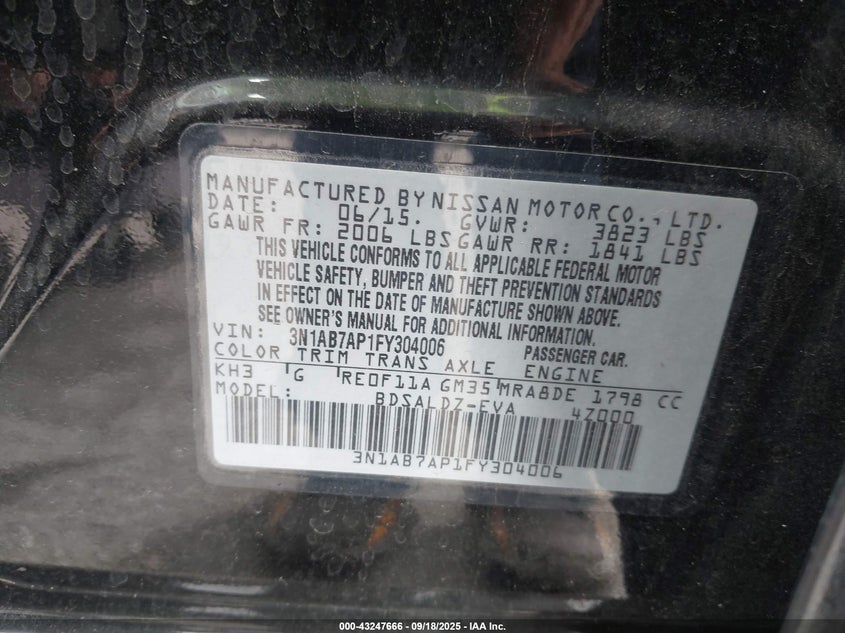 MANUFACTURED BY NISSAN MOTOR CO., LTD.
DATE: 06/15. GVWR: 3823 LBS
GAWR FR: 2006 LBS GAWR RR: 1841 LBS
THIS VEHICLE CONFORMS TO ALL APPLICABLE FEDERAL MOTOR
VEHICLE SAFETY, BUMPER AND THEFT PREVENTION STANDARDS
IN EFFECT ON THE DATE OF MANUFACTURE SHOWN ABOVE.
SEE OWNER'S MANUAL FOR ADDITIONAL INFORMATION.
VIN: 3N1AB7AP1FY304006 PASSENGER CAR.
COLOR TRIM TRANS AXLE ENGINE
KH3 G RE0F11A GM35 MRA8DE 1798 CC
MODEL: BDSALDZ-EVA 4Z000
3N1AB7AP1FY304006
000-43247666 - 09/18/2025 - IAA Inc.